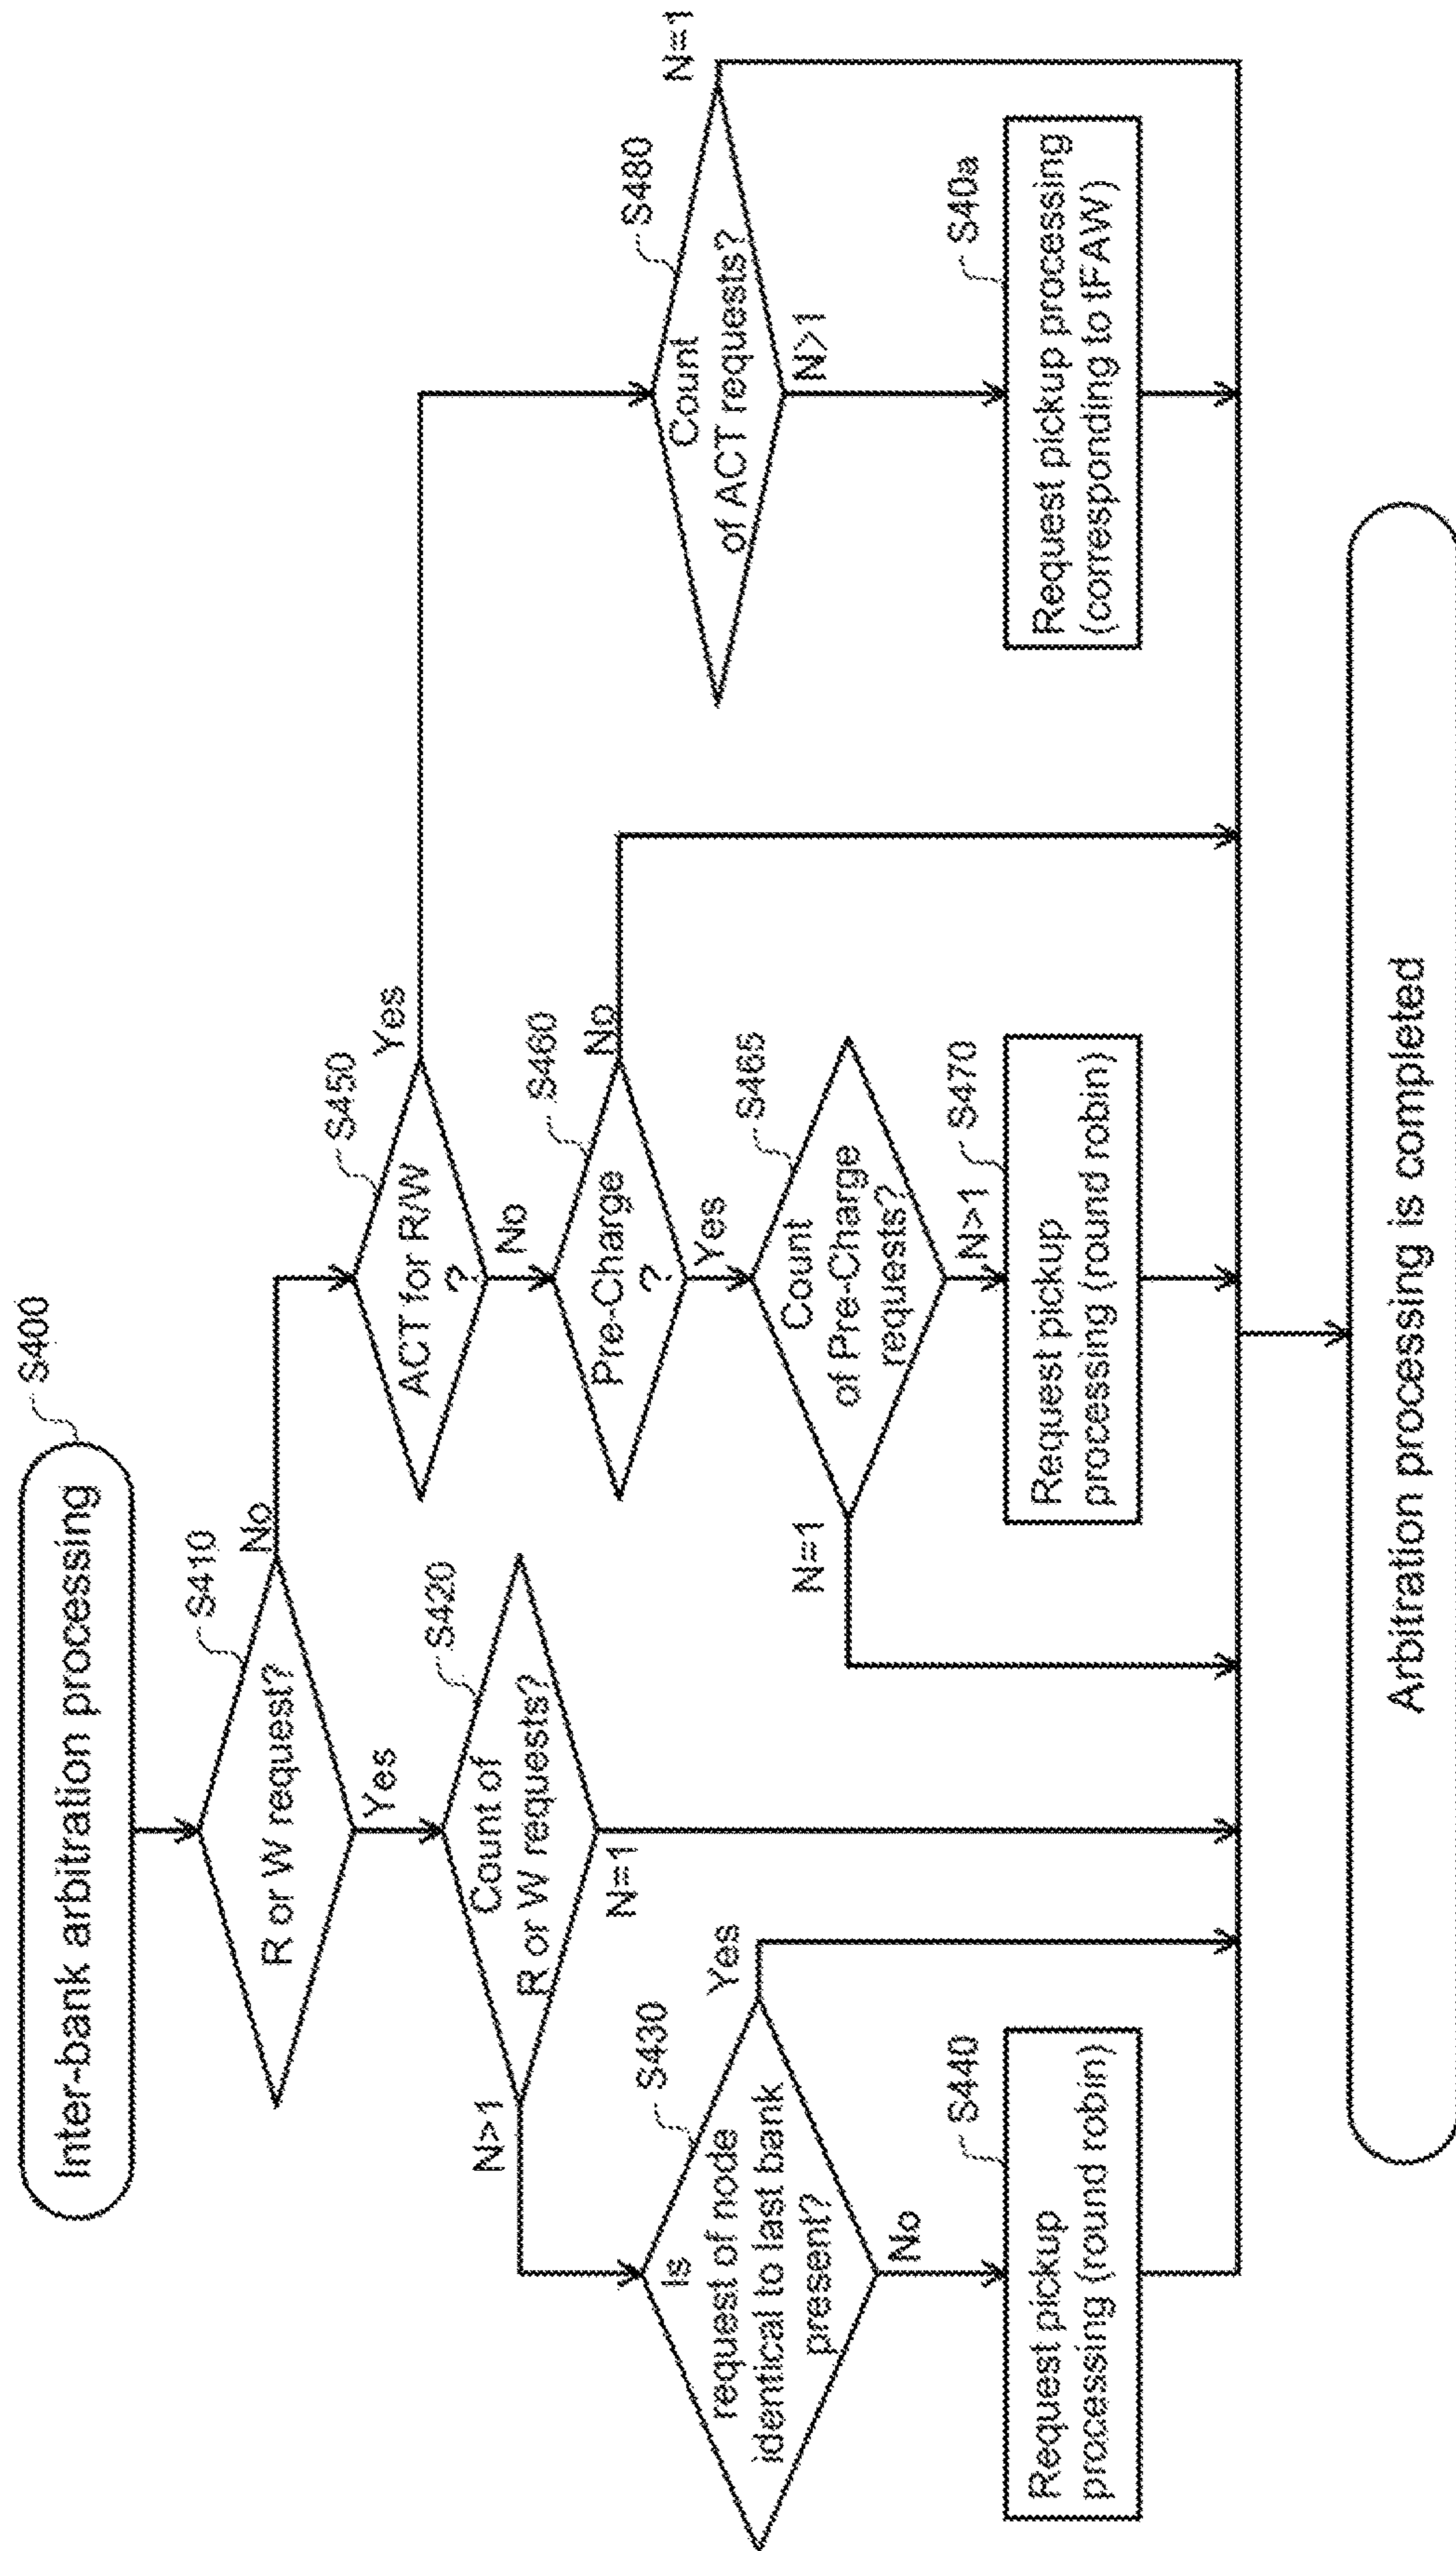 Inter-bank arbitration processing
S400
R or W request?
S410
No
Yes
Count of
R or W requests?
S420
N>1
N=1
Is
request of node
identical to last bank
present?
S430
Yes
No
Request pickup
processing (round robin)
S440
ACT for R/W
?
S450
Yes
No
Pre-Charge
?
S460
No
Yes
Count
of Pre-Charge
requests?
S465
N=1
N>1
S470
Request pickup
processing (round robin)
Count
of ACT requests?
S480
N=1
N>1
Request pickup processing
(corresponding to tFAW)
S40a
Arbitration processing is completed